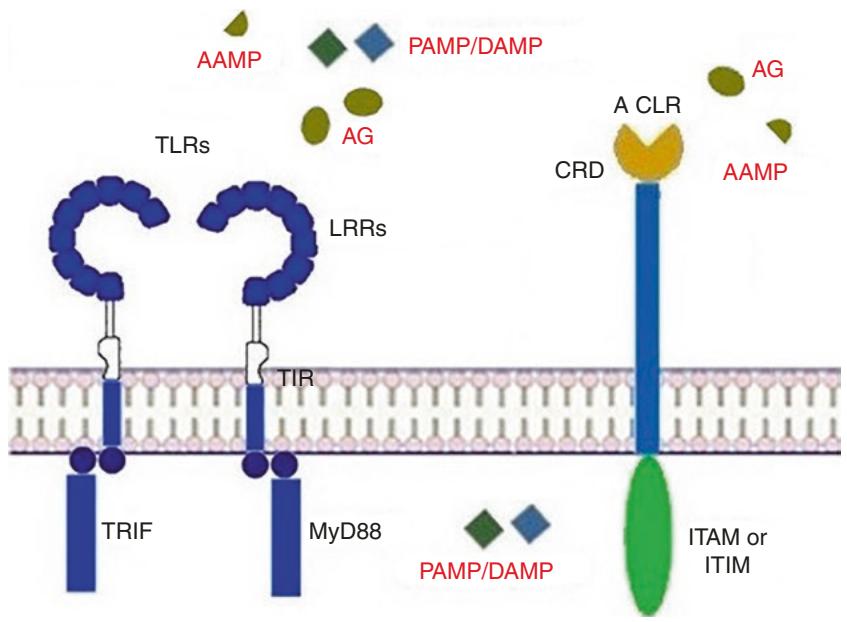 AAMP
PAMP/DAMP
AG
A CLR
AG
TLRs
CRD
AAMP
LRRs
TIR
TRIF
MyD88
PAMP/DAMP
ITAM or
ITIM